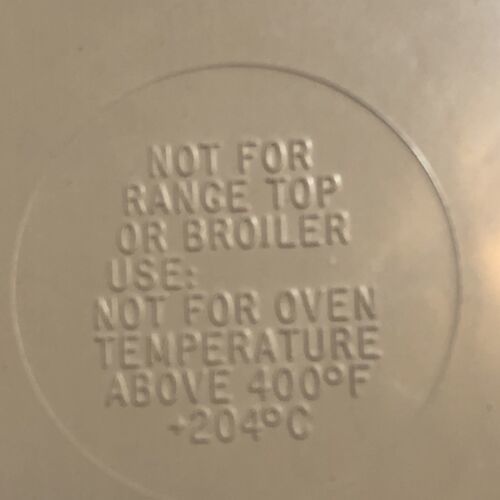 NOT FOR
RANGE TOP
OR BROILER
USE:
NOT FOR OVEN
TEMPERATURE
ABOVE 400°F
+204°C